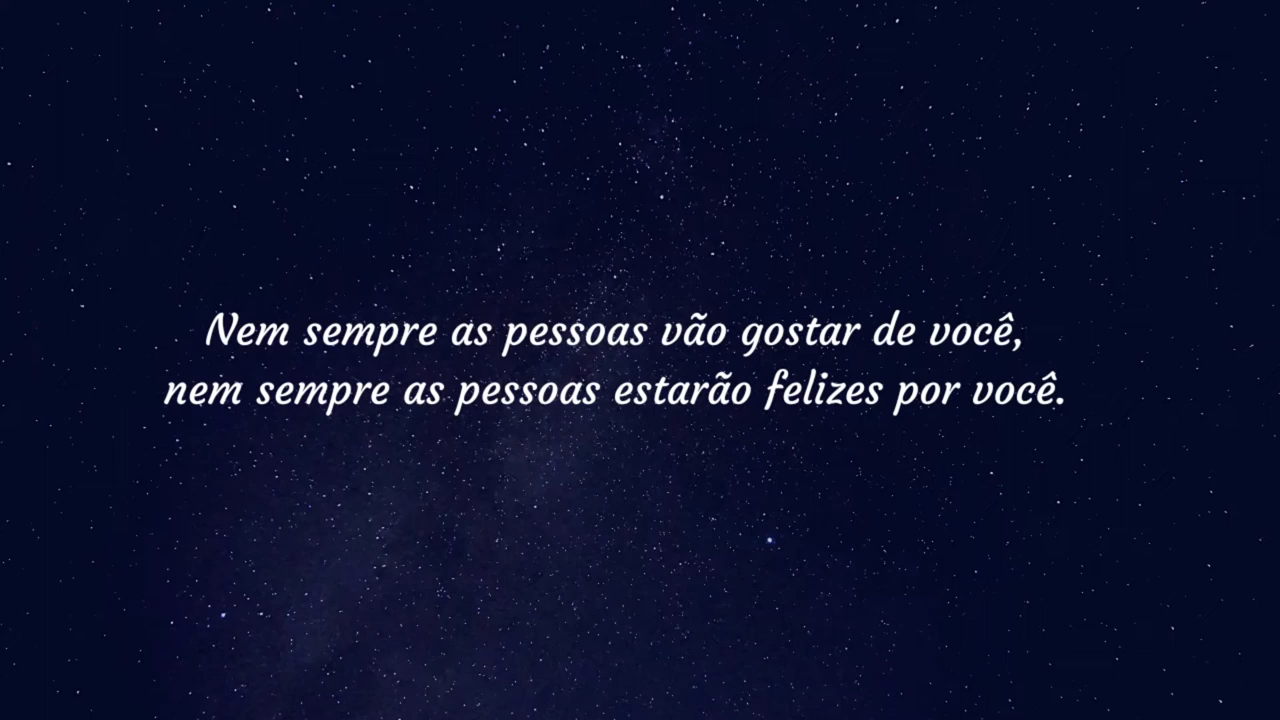 Nem sempre as pessoas vão gostar de você,
nem sempre as pessoas estarão felizes por você.